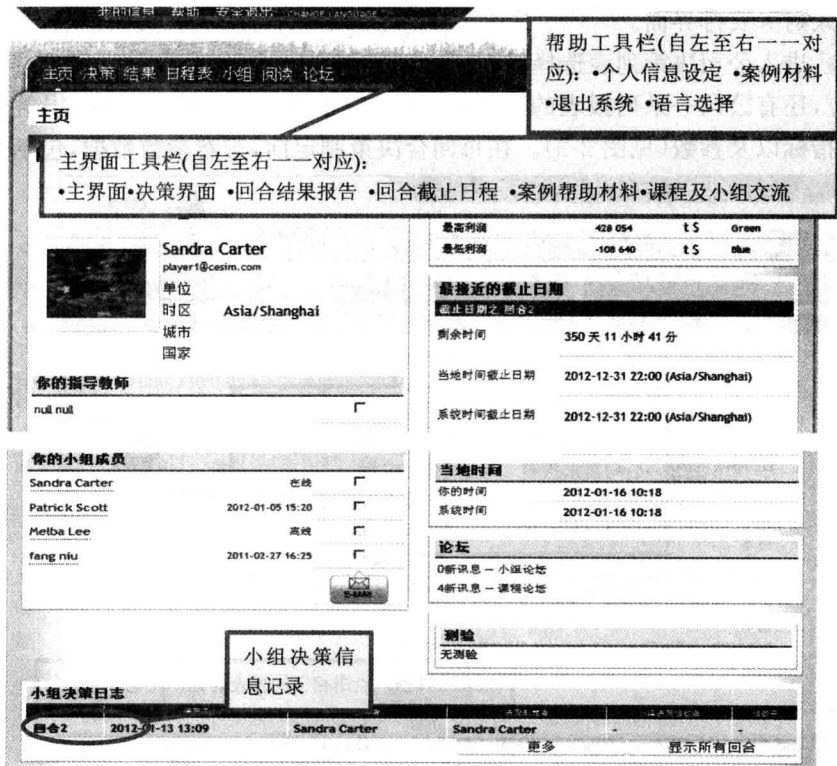 我的信息 帮助 安全退出 CHANGE LANGUAGE
帮助工具栏(自左至右一一对
应)：•个人信息设定 •案例材料
•退出系统 •语言选择
主页 决策 结果 日程表 小组 阅读 论坛
主页
主界面工具栏(自左至右一一对应)：
•主界面•决策界面 •回合结果报告 •回合截止日程 •案例帮助材料•课程及小组交流
最高利润 428 054 t $ Green
最低利润 -108 640 t $ Blue
Sandra Carter
player1@cesim.com
单位
时区 Asia/Shanghai
城市
国家
你的指导教师
null null
最接近的截止日期
截止日期之 回合2
剩余时间 350 天 11 小时 41 分
当地时间截止日期 2012-12-31 22:00 (Asia/Shanghai)
系统时间截止日期 2012-12-31 22:00 (Asia/Shanghai)
你的小组成员
Sandra Carter 在线
Patrick Scott 2012-01-05 15:20
Melba Lee 离线
fang niu 2011-02-27 16:25
E-MAIL
当地时间
你的时间 2012-01-16 10:18
系统时间 2012-01-16 10:18
论坛
0新讯息 – 小组论坛
4新讯息 – 课程论坛
测验
无测验
小组决策信
息记录
小组决策日志
回合2 2012-01-13 13:09 Sandra Carter Sandra Carter - -
更多 显示所有回合